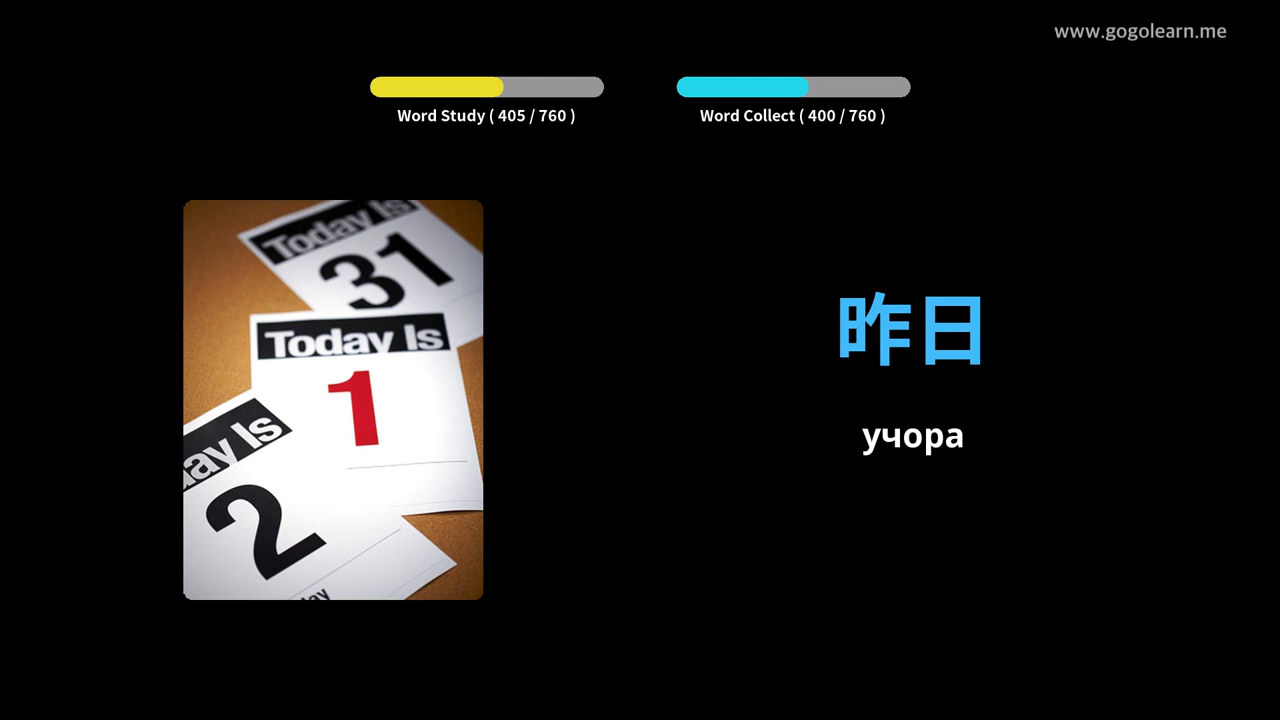 www.gogolearn.me
Word Study ( 405 / 760 )
Word Collect ( 400 / 760 )
Today Is
31
Today Is
1
ay Is
2
昨日
учора